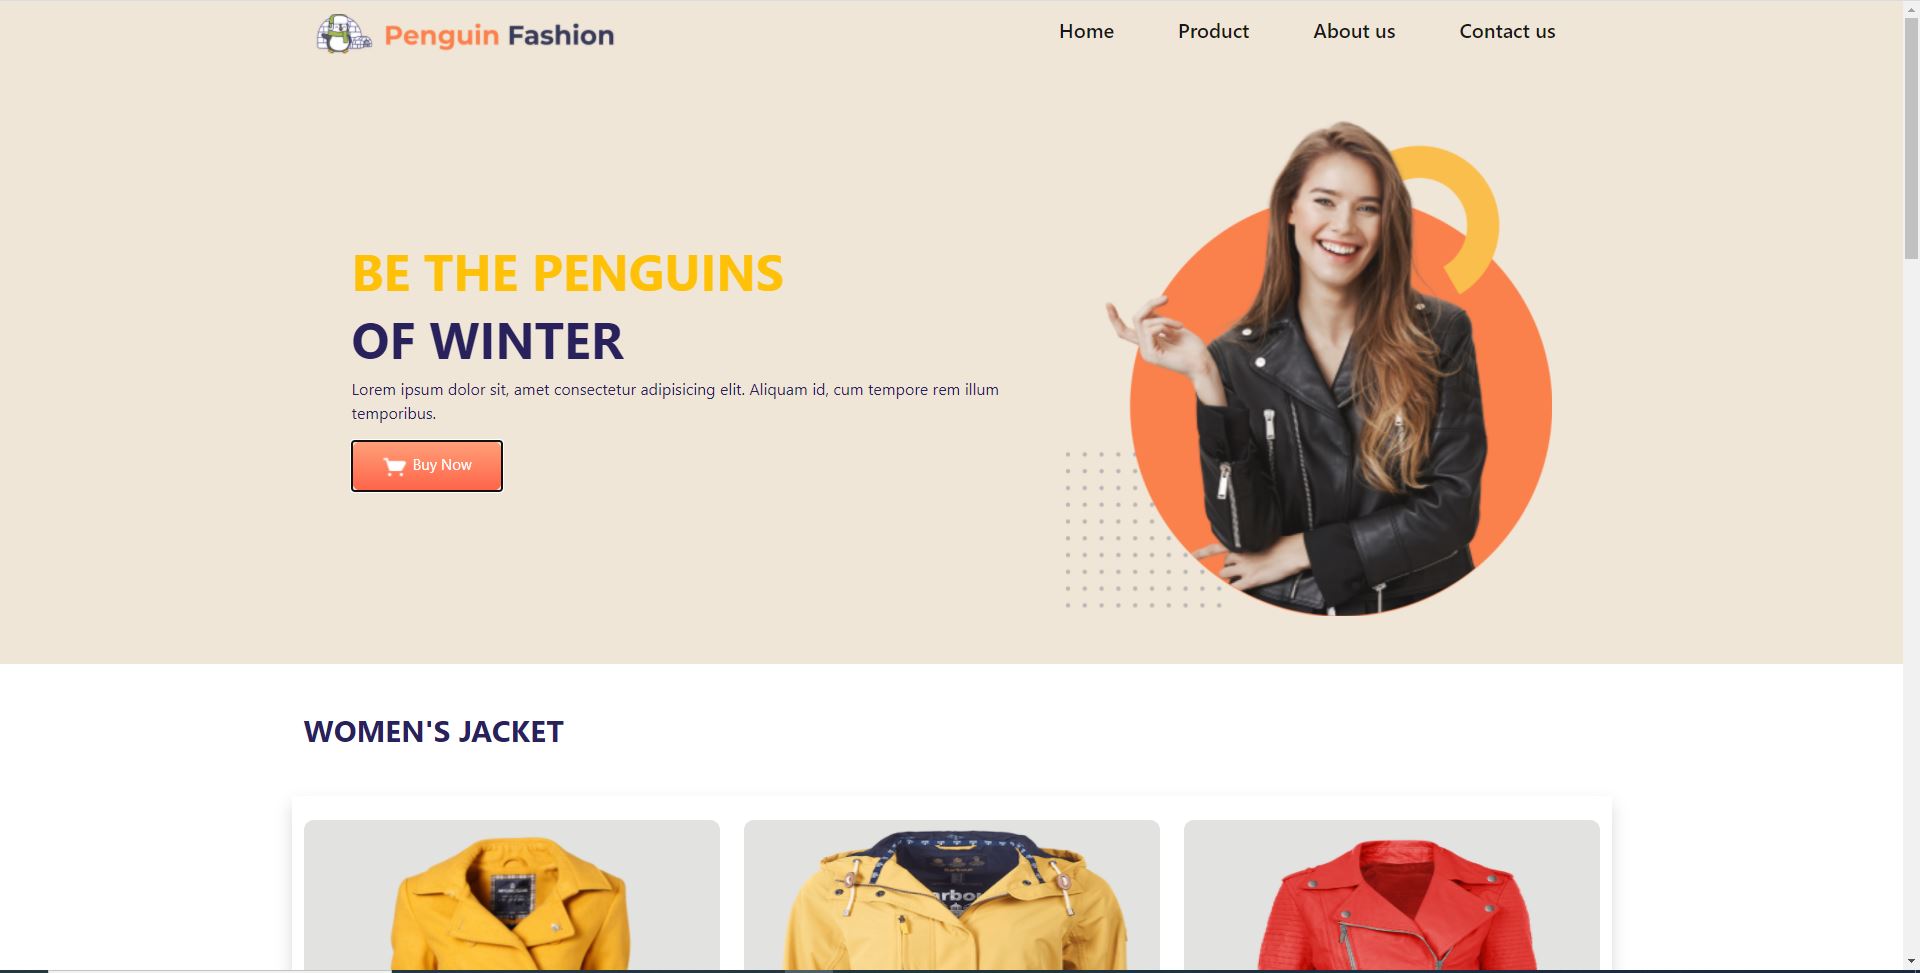 Penguin Fashion
Home Product About us Contact us
BE THE PENGUINS
OF WINTER
Lorem ipsum dolor sit, amet consectetur adipisicing elit. Aliquam id, cum tempore rem illum
temporibus.
Buy Now
WOMEN'S JACKET